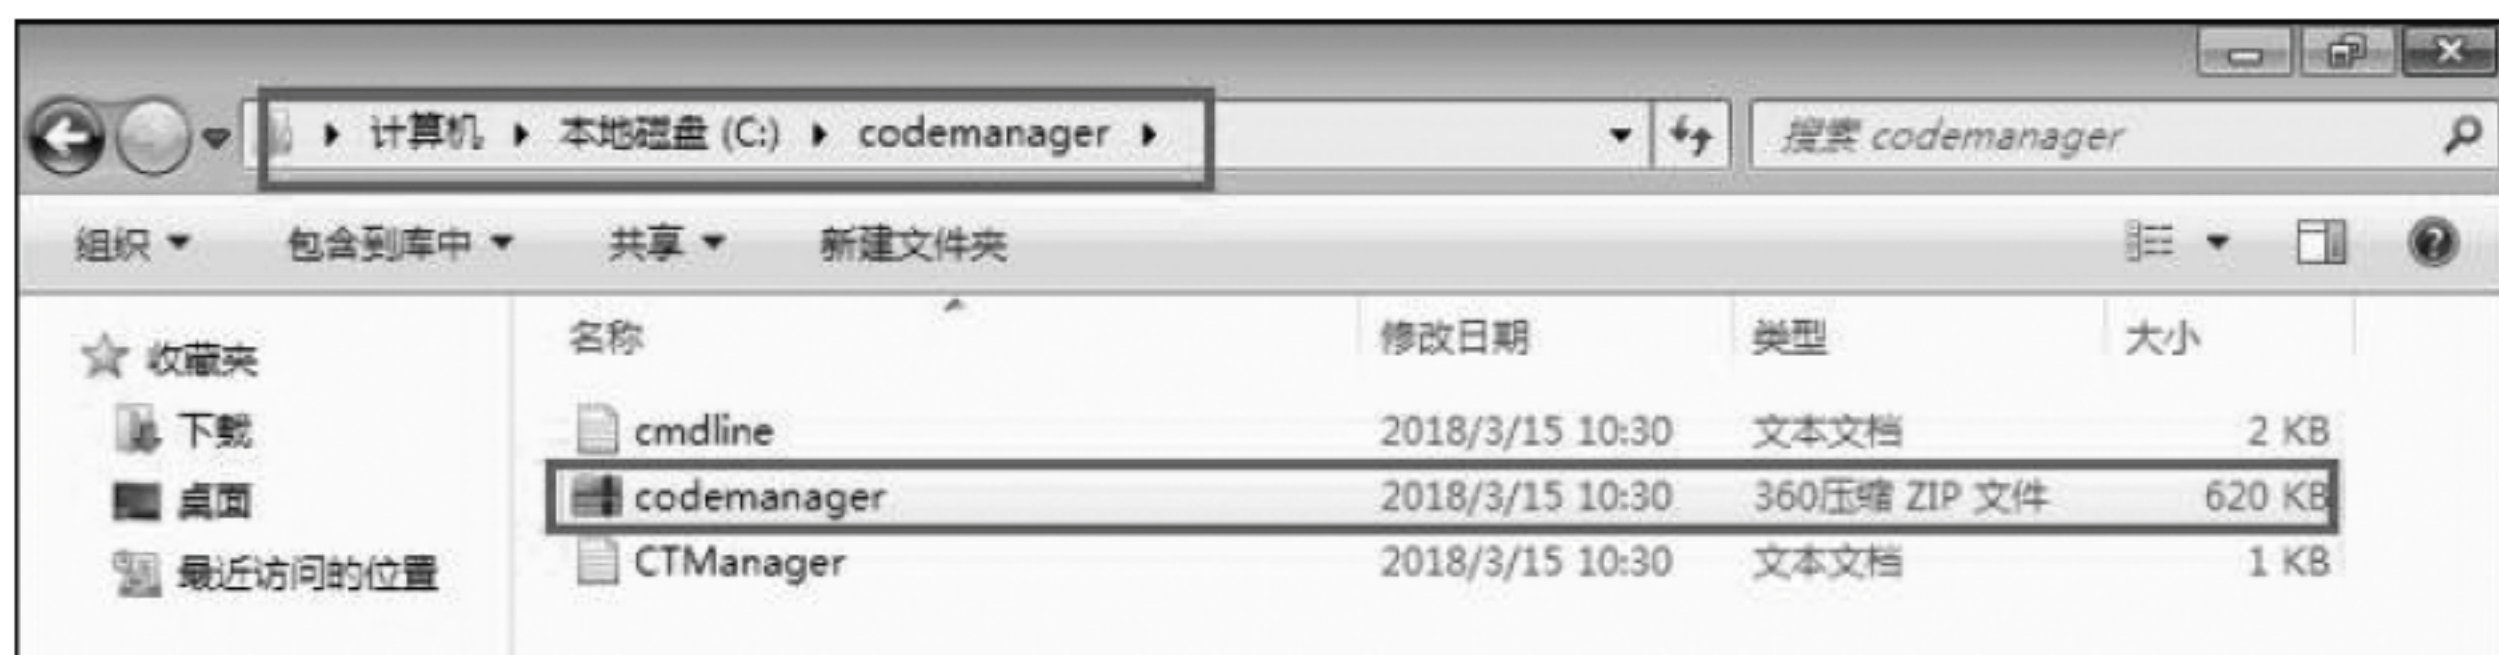 计算机 本地磁盘 (C:) codemanager 搜索 codemanager
组织 包含到库中 共享 新建文件夹
名称 修改日期 类型 大小
收藏夹
下载
桌面
最近访问的位置
cmdline 2018/3/15 10:30 文本文档 2 KB
codemanager 2018/3/15 10:30 360压缩 ZIP 文件 620 KB
CTManager 2018/3/15 10:30 文本文档 1 KB